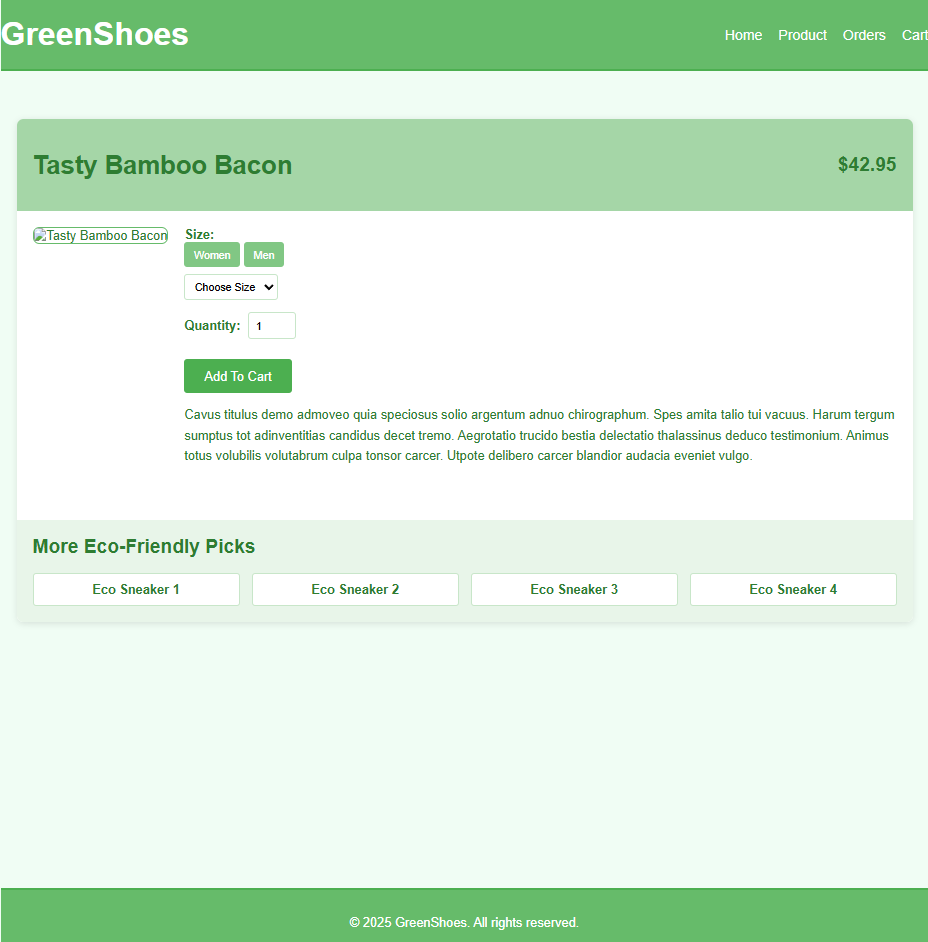 GreenShoes
Home Product Orders Cart
Tasty Bamboo Bacon
$42.95
Tasty Bamboo Bacon
Size:
Women Men
Choose Size
Quantity: 1
Add To Cart
Cavus titulus demo admoveo quia speciosus solio argentum adnuo chirographum. Spes amita talio tui vacuus. Harum tergum
sumptus tot adinventitias candidus decet tremo. Aegrotatio trucido bestia delectatio thalassinus deduco testimonium. Animus
totus volubilis volutabrum culpa tonsor carcer. Utpote delibero carcer blandior audacia eveniet vulgo.
More Eco-Friendly Picks
Eco Sneaker 1 Eco Sneaker 2 Eco Sneaker 3 Eco Sneaker 4
© 2025 GreenShoes. All rights reserved.